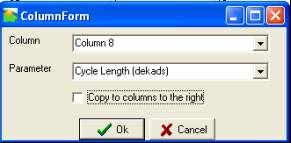 ColumnForm
Column Column 8
Parameter Cycle Length (dekads)
Copy to columns to the right
Ok Cancel